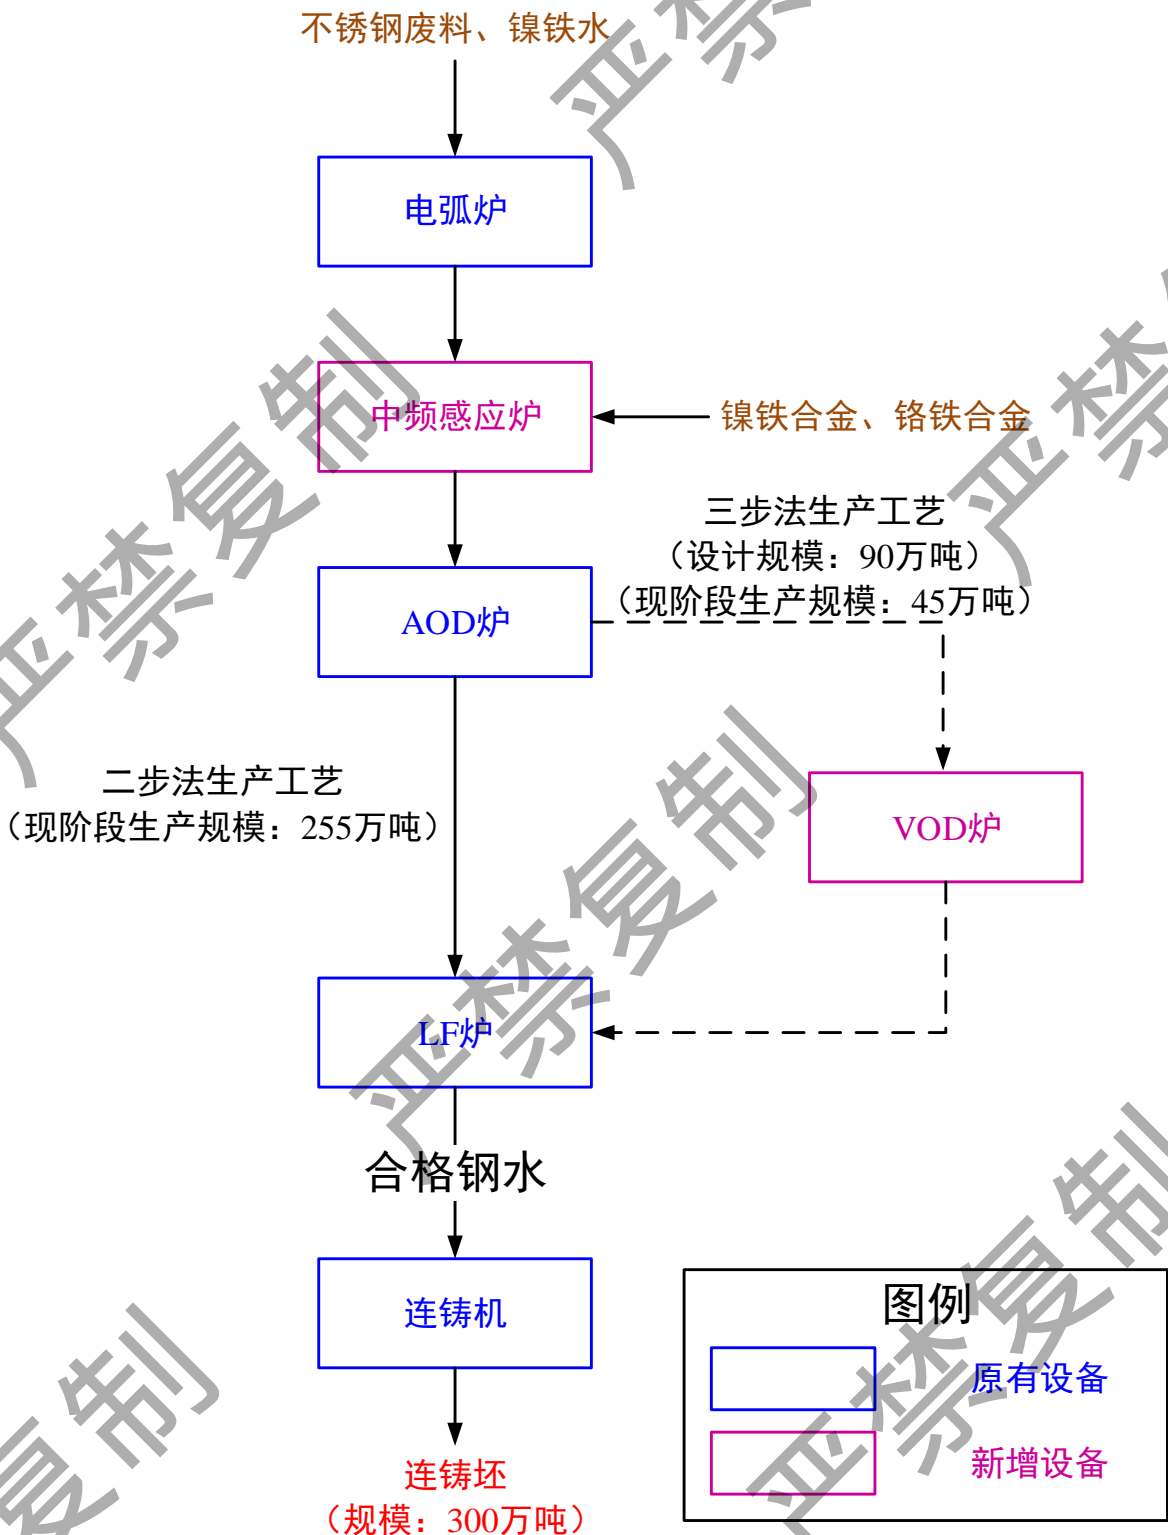 不锈钢废料、镍铁水
电弧炉
中频感应炉
镍铁合金、铬铁合金
三步法生产工艺
（设计规模：90万吨）
（现阶段生产规模：45万吨）
AOD炉
二步法生产工艺
（现阶段生产规模：255万吨）
VOD炉
LF炉
合格钢水
连铸机
连铸坯
（规模：300万吨）
图例
原有设备
新增设备
严禁
严禁复制
严禁
严禁复制
严禁复制
复制